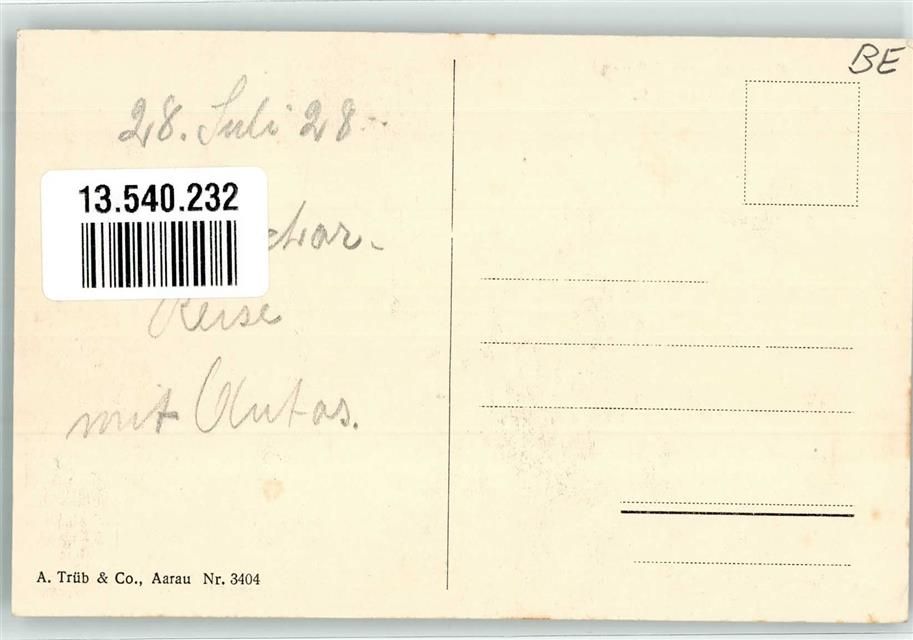 BE
28. Juli 28.
13.540.232
Reise
mit Autos.
A. Trüb & Co., Aarau Nr. 3404